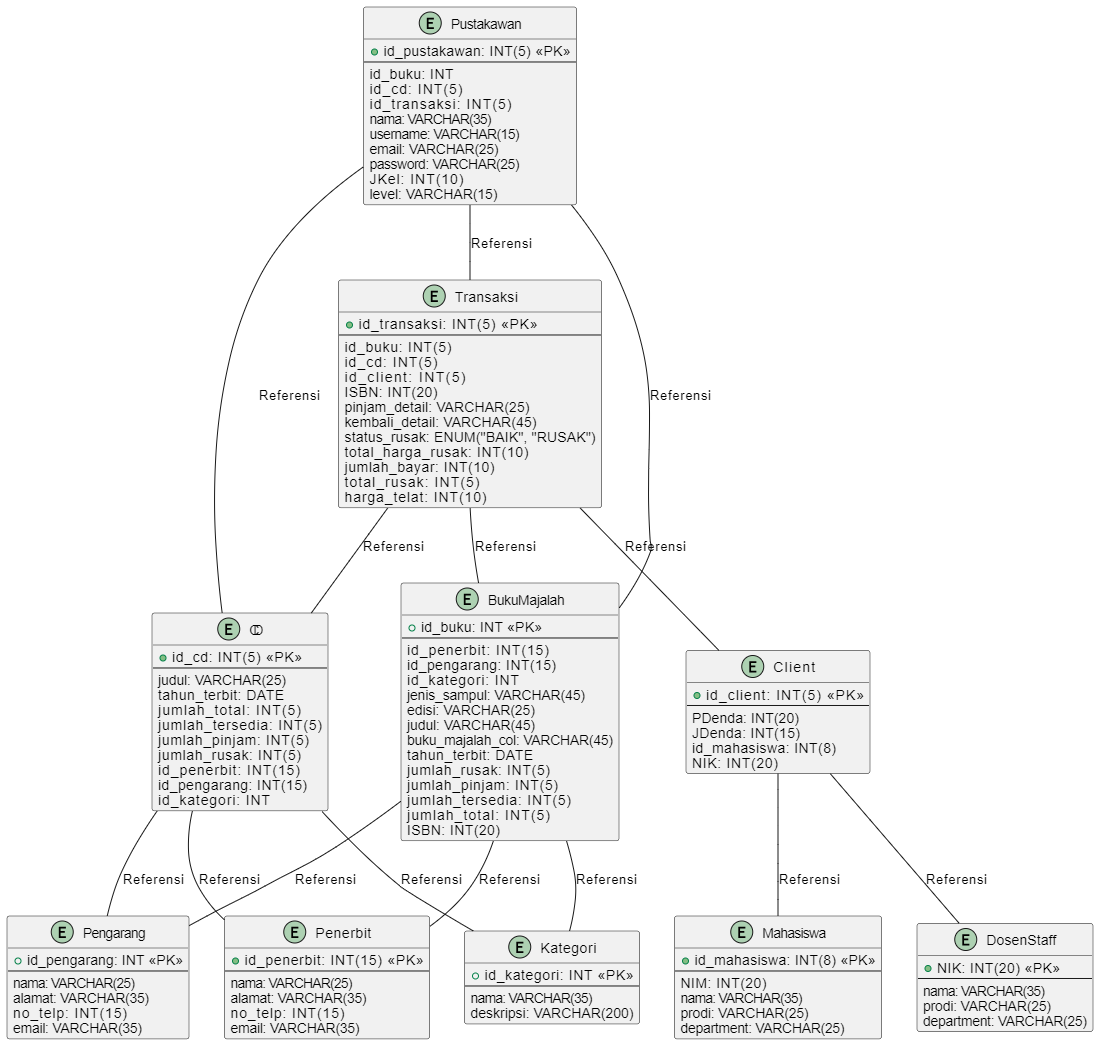 E Pustakawan
id_pustakawan: INT(5) «PK»
id_buku: INT
id_cd: INT(5)
id_transaksi: INT(5)
nama: VARCHAR(35)
username: VARCHAR(15)
email: VARCHAR(25)
password: VARCHAR(25)
JKel: INT(10)
level: VARCHAR(15)
Referensi
E Transaksi
id_transaksi: INT(5) «PK»
id_buku: INT(5)
id_cd: INT(5)
id_client: INT(5)
ISBN: INT(20)
pinjam_detail: VARCHAR(25)
kembali_detail: VARCHAR(45)
status_rusak: ENUM("BAIK", "RUSAK")
total_harga_rusak: INT(10)
jumlah_bayar: INT(10)
total_rusak: INT(5)
harga_telat: INT(10)
Referensi
Referensi
Referensi
Referensi
Referensi
E CD
id_cd: INT(5) «PK»
judul: VARCHAR(25)
tahun_terbit: DATE
jumlah_total: INT(5)
jumlah_tersedia: INT(5)
jumlah_pinjam: INT(5)
jumlah_rusak: INT(5)
id_penerbit: INT(15)
id_pengarang: INT(15)
id_kategori: INT
E BukuMajalah
id_buku: INT «PK»
id_penerbit: INT(15)
id_pengarang: INT(15)
id_kategori: INT
jenis_sampul: VARCHAR(45)
edisi: VARCHAR(25)
judul: VARCHAR(45)
buku_majalah_col: VARCHAR(45)
tahun_terbit: DATE
jumlah_rusak: INT(5)
jumlah_pinjam: INT(5)
jumlah_tersedia: INT(5)
jumlah_total: INT(5)
ISBN: INT(20)
E Client
id_client: INT(5) «PK»
PDenda: INT(20)
JDenda: INT(15)
id_mahasiswa: INT(8)
NIK: INT(20)
Referensi
Referensi
Referensi
Referensi
Referensi
Referensi
Referensi
Referensi
E Pengarang
id_pengarang: INT «PK»
nama: VARCHAR(25)
alamat: VARCHAR(35)
no_telp: INT(15)
email: VARCHAR(35)
E Penerbit
id_penerbit: INT(15) «PK»
nama: VARCHAR(25)
alamat: VARCHAR(35)
no_telp: INT(15)
email: VARCHAR(35)
E Kategori
id_kategori: INT «PK»
nama: VARCHAR(35)
deskripsi: VARCHAR(200)
E Mahasiswa
id_mahasiswa: INT(8) «PK»
NIM: INT(20)
nama: VARCHAR(35)
prodi: VARCHAR(25)
department: VARCHAR(25)
E DosenStaff
NIK: INT(20) «PK»
nama: VARCHAR(35)
prodi: VARCHAR(25)
department: VARCHAR(25)